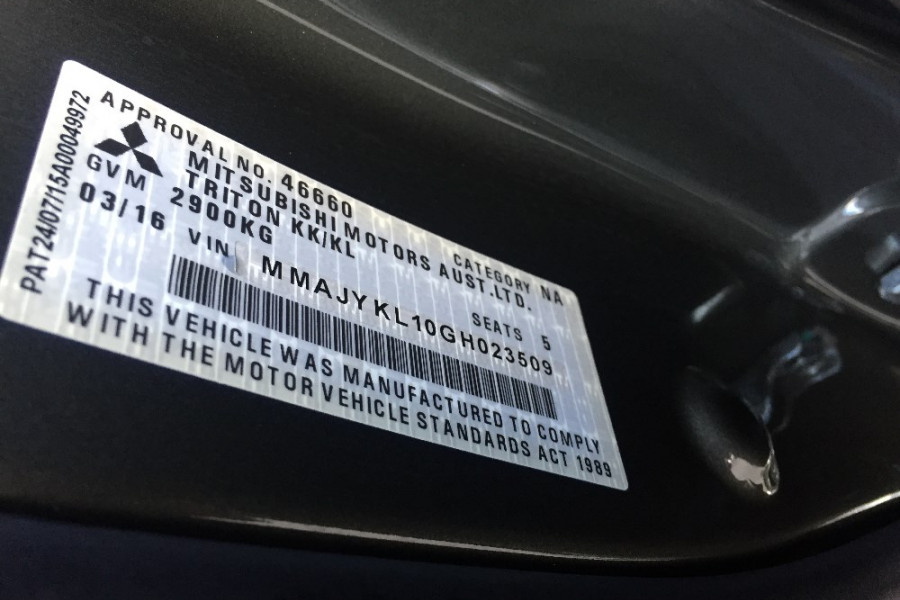 APPROVAL NO. 46660 CATEGORY NA
MITSUBISHI MOTORS AUST.LTD.
TRITON KK/KL
GVM 2900KG SEATS 5
03/16 VIN MMAJYKL10GH023509
THIS VEHICLE WAS MANUFACTURED TO COMPLY
WITH THE MOTOR VEHICLE STANDARDS ACT 1989
PAT24/07/15A00049972